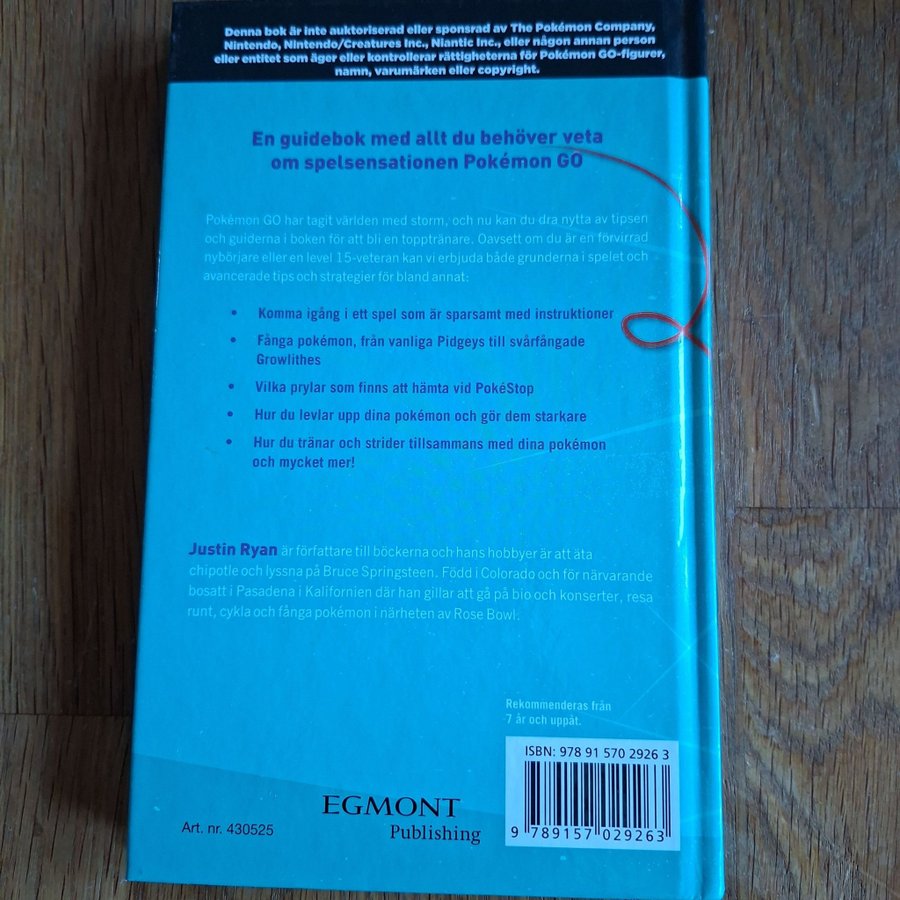 Denna bok är inte auktoriserad eller sponsrad av The Pokémon Company,
Nintendo, Nintendo/Creatures Inc., Niantic Inc., eller någon annan person
eller entitet som äger eller kontrollerar rättigheterna för Pokémon GO-figurer,
namn, varumärken eller copyright.
En guidebok med allt du behöver veta
om spelsensationen Pokémon GO
Pokémon GO har tagit världen med storm, och nu kan du dra nytta av tipsen
och guiderna i boken för att bli en topptränare. Oavsett om du är en förvirrad
nybörjare eller en level 15-veteran kan vi erbjuda både grunderna i spelet och
avancerade tips och strategier för bland annat:
• Komma igång i ett spel som är sparsamt med instruktioner
• Fånga pokémon, från vanliga Pidgeys till svårfångade
Growlithes
• Vilka prylar som finns att hämta vid PokéStop
• Hur du levlar upp dina pokémon och gör dem starkare
• Hur du tränar och strider tillsammans med dina pokémon
och mycket mer!
Justin Ryan är författare till böckerna och hans hobbyer är att äta
chipotle och lyssna på Bruce Springsteen. Född i Colorado och för närvarande
bosatt i Pasadena i Kalifornien där han gillar att gå på bio och konserter, resa
runt, cykla och fånga pokémon i närheten av Rose Bowl.
Rekommenderas från
7 år och uppåt.
ISBN: 978 91 570 2926 3
9 789157 029263
EGMONT
Publishing
Art. nr. 430525